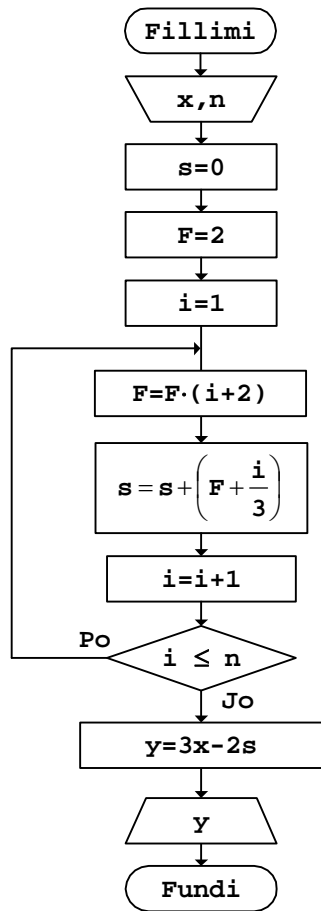 Fillimi
x,n
s=0
F=2
i=1
F=F·(i+2)
s = s + (F + i/3)
i=i+1
Po
i ≤ n
Jo
y=3x-2s
y
Fundi